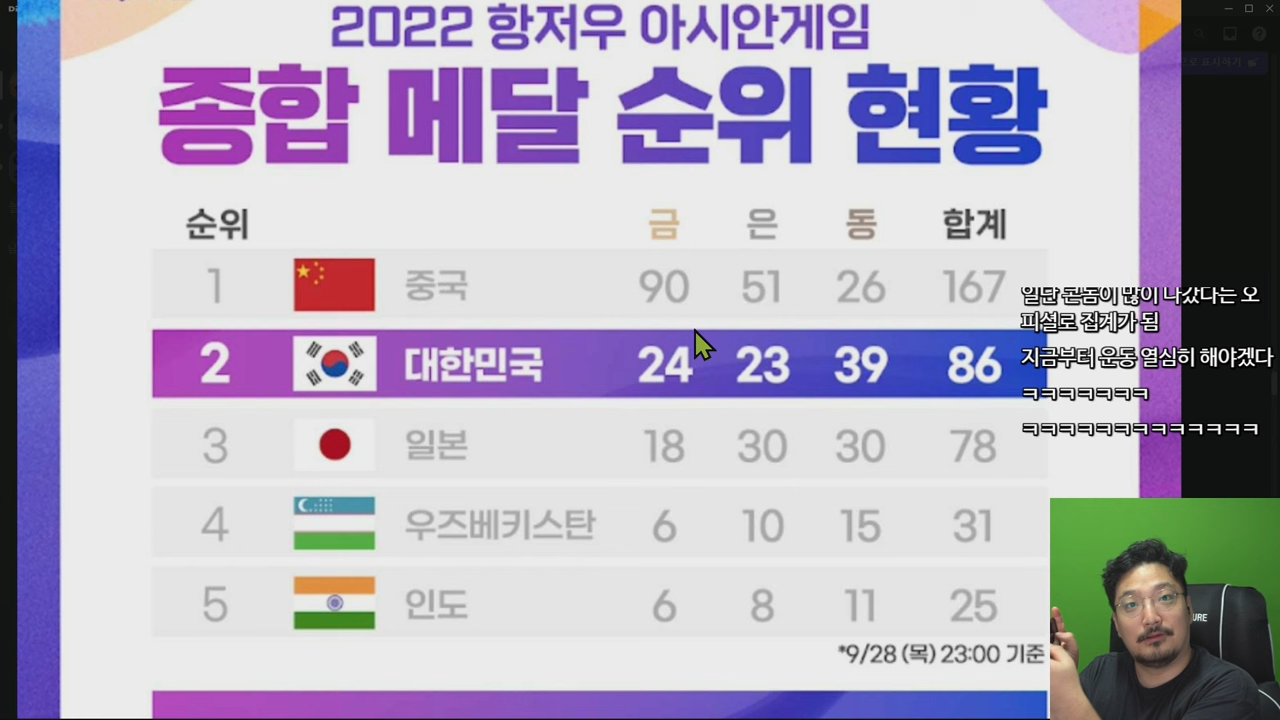 2022 항저우 아시안게임
종합 메달 순위 현황
순위 금 은 동 합계
1 중국 90 51 26 167
2 대한민국 24 23 39 86
3 일본 18 30 30 78
4 우즈베키스탄 6 10 15 31
5 인도 6 8 11 25
*9/28 (목) 23:00 기준
일단 콘돔이 많이 나갔다는 오
피셜로 집계가 됨
지금부터 운동 열심히 해야겠다
ㅋㅋㅋㅋㅋㅋㅋ
ㅋㅋㅋㅋㅋㅋㅋㅋㅋㅋㅋㅋㅋ
URE